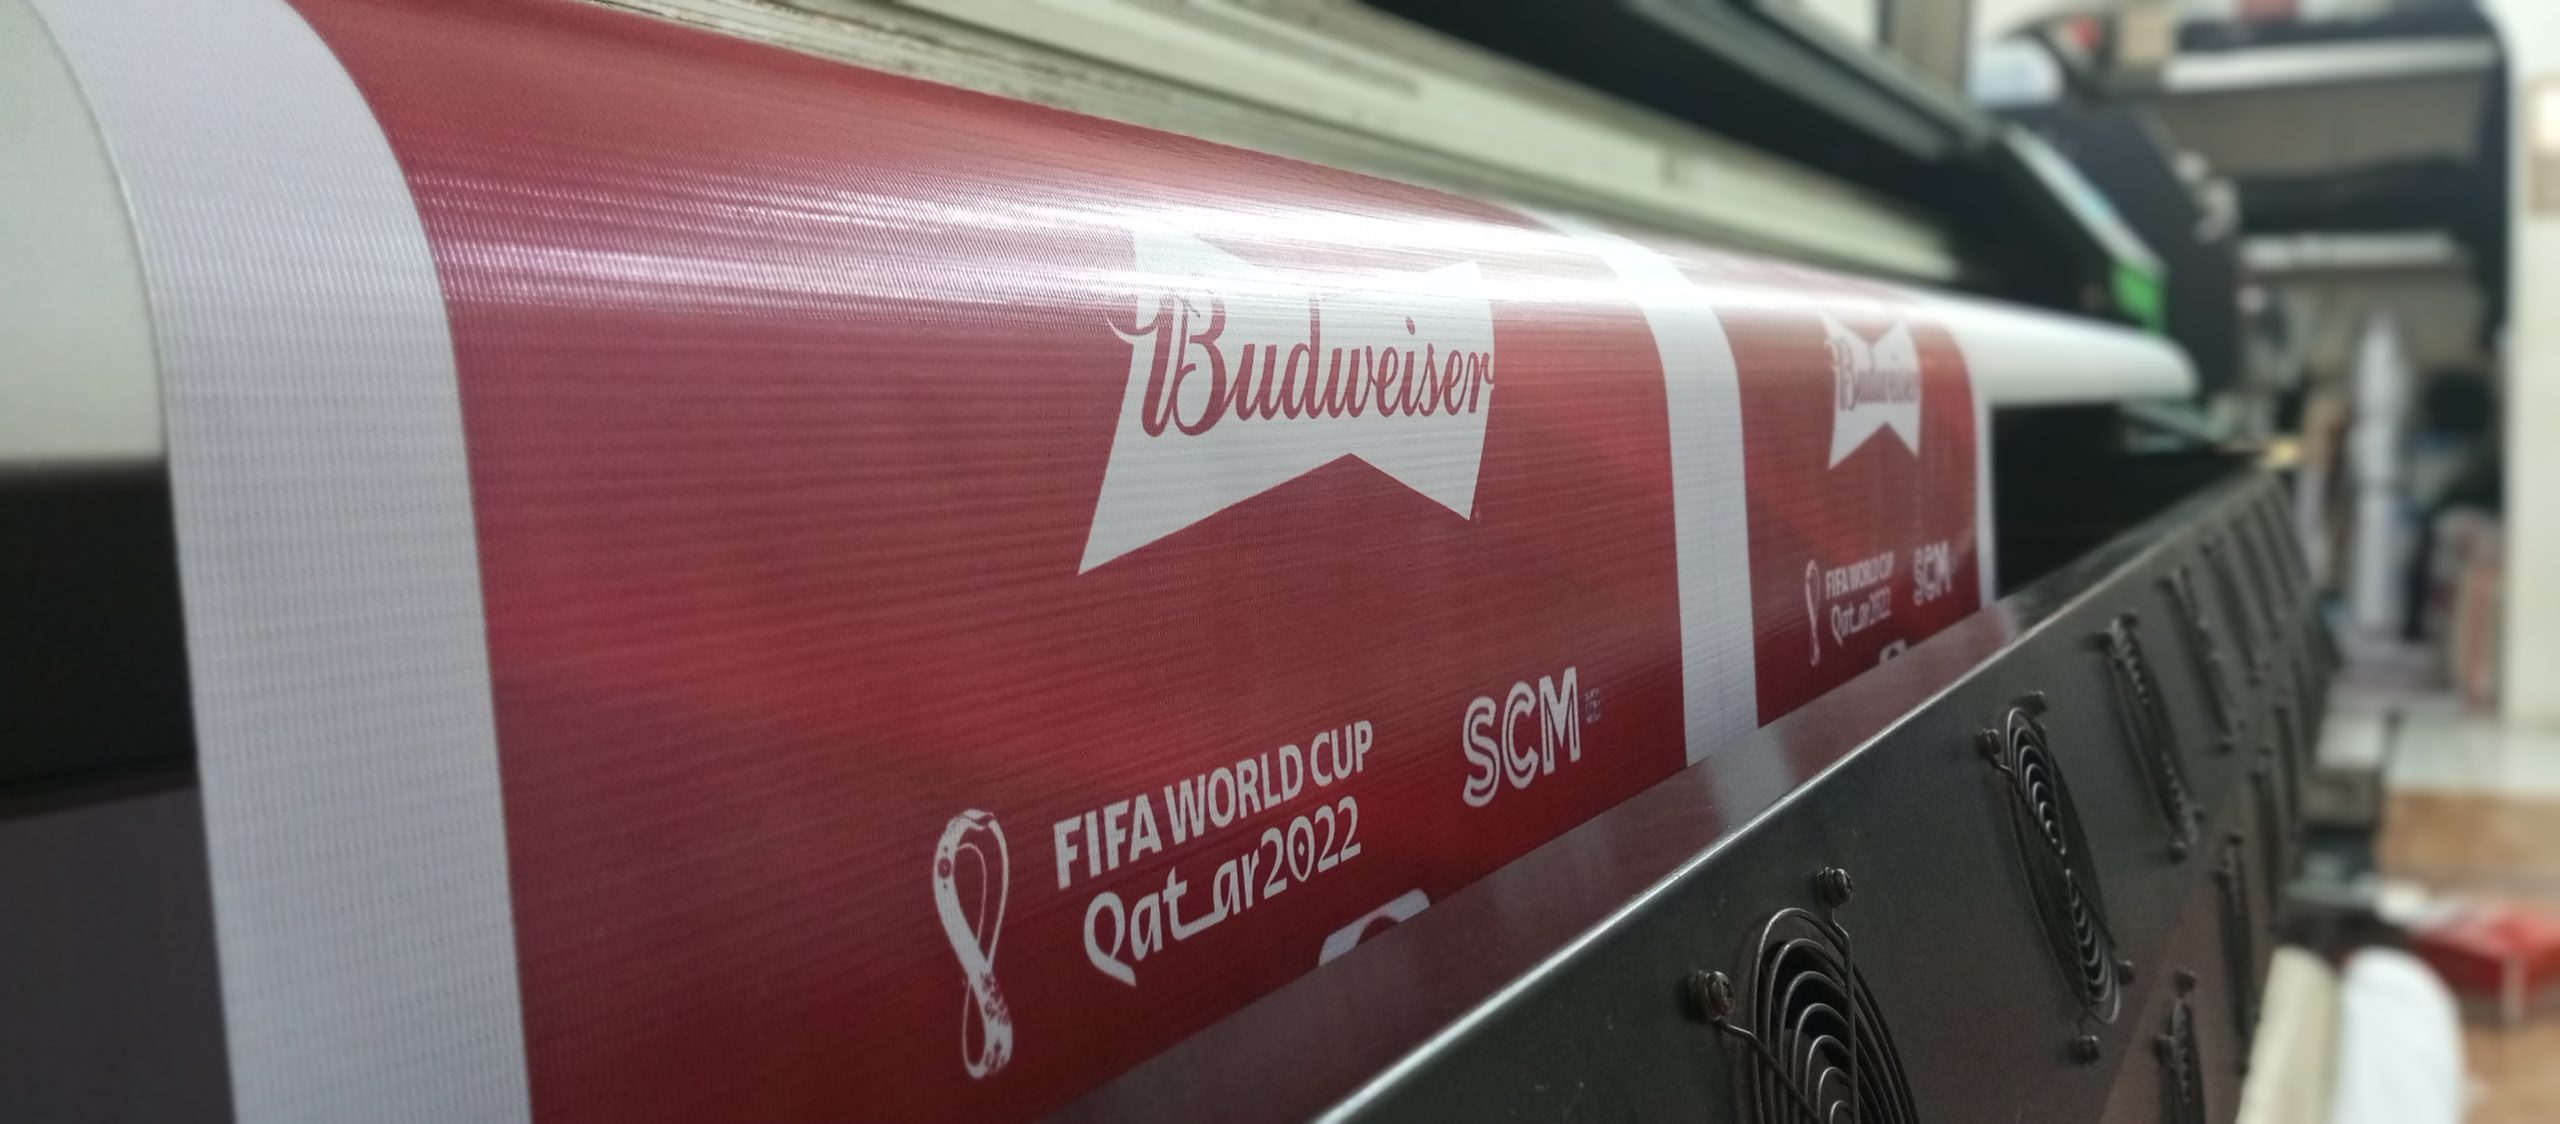 Budweiser
FIFA WORLD CUP
Qatar2022
SCM
Budweiser
FIFA WORLD CUP
Qatar2022
SCM